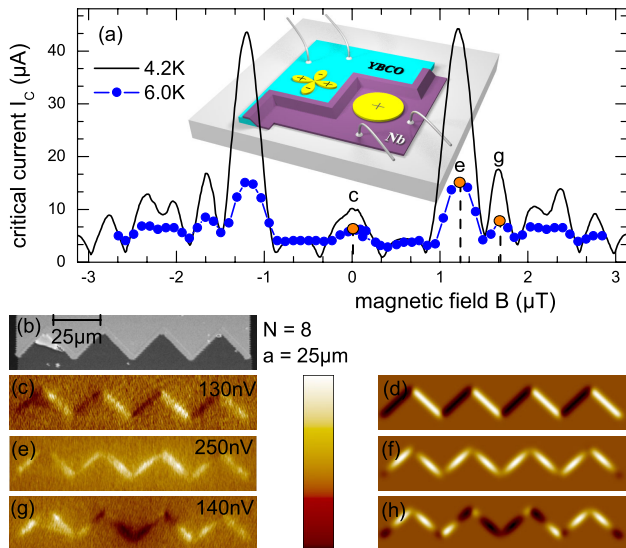 (a)
critical current I_C (μA)
40
30
20
10
0
4.2K
6.0K
YBCO
Nb
c
e
g
-3
-2
-1
0
1
2
3
magnetic field B (μT)
(b)
25μm
N = 8
a = 25μm
(c)
130nV
(d)
(e)
250nV
(f)
(g)
140nV
(h)